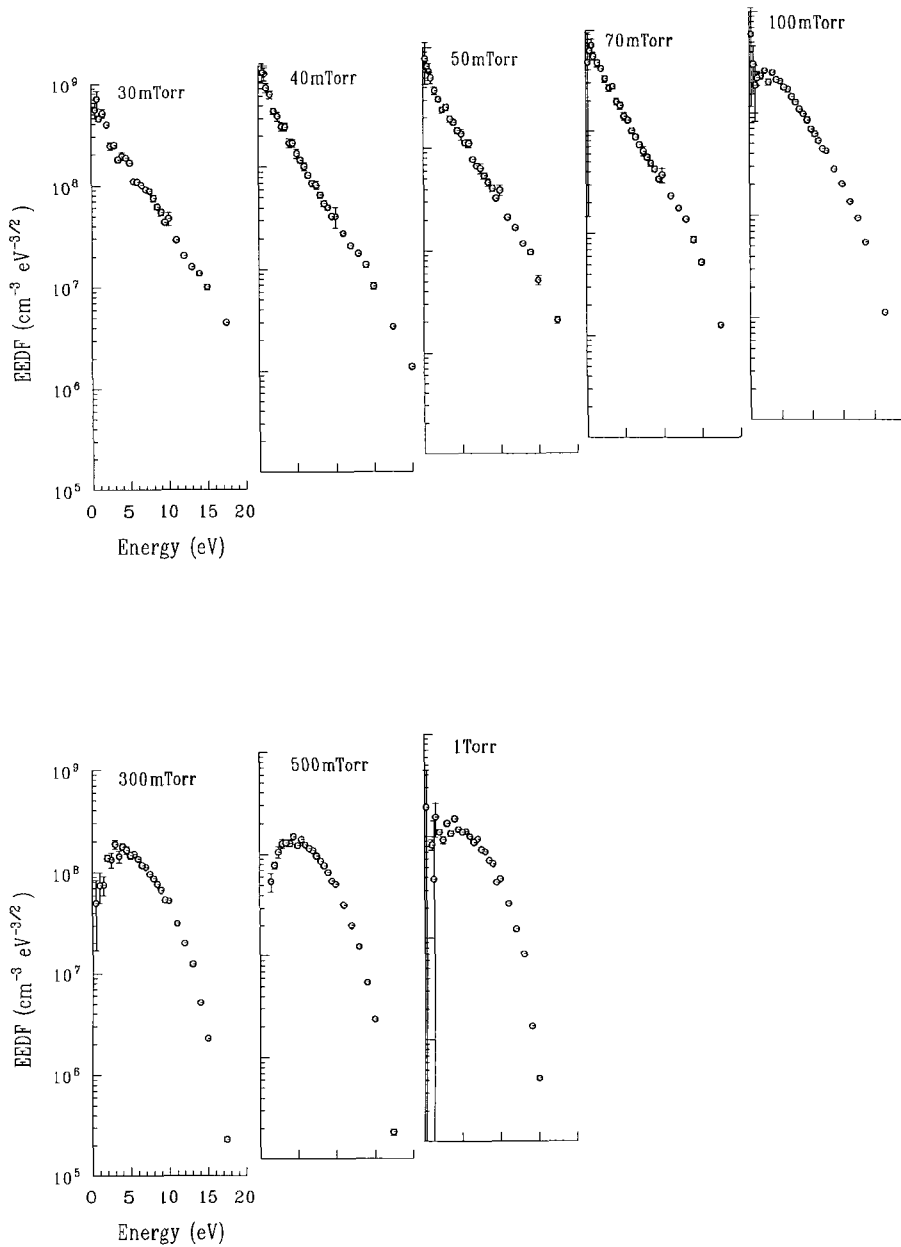 100mTorr
70mTorr
50mTorr
40mTorr
30mTorr
10⁹
10⁸
10⁷
10⁶
10⁵
EEDF (cm⁻³ eV⁻³/²)
0 5 10 15 20
Energy (eV)
1Torr
500mTorr
300mTorr
10⁹
10⁸
10⁷
10⁶
10⁵
EEDF (cm⁻³ eV⁻³/²)
0 5 10 15 20
Energy (eV)